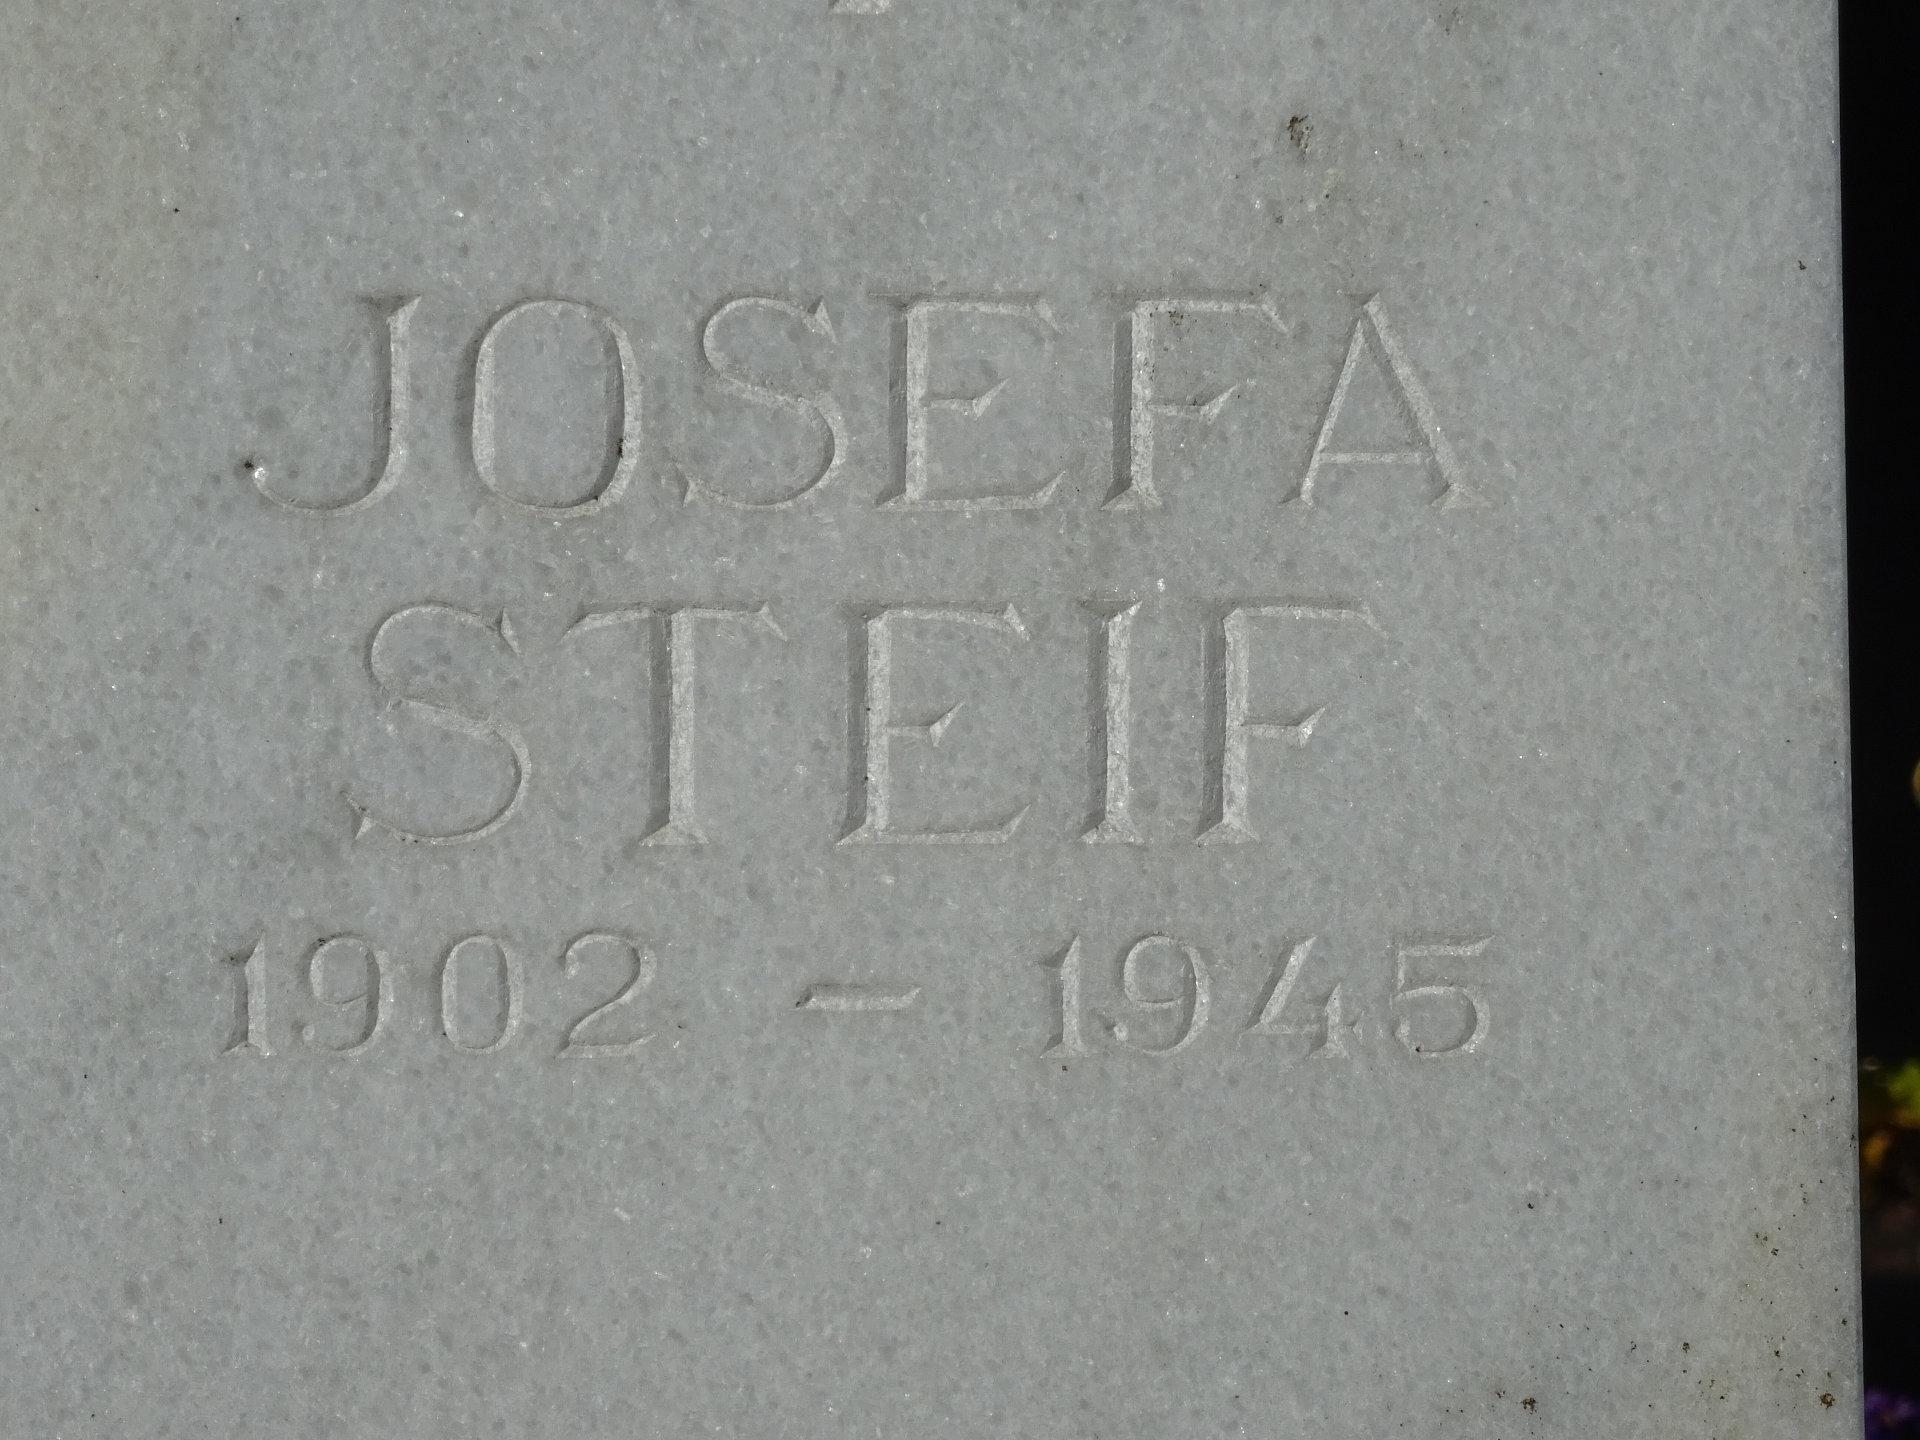 JOSEFA
STEIF
1902 – 1945